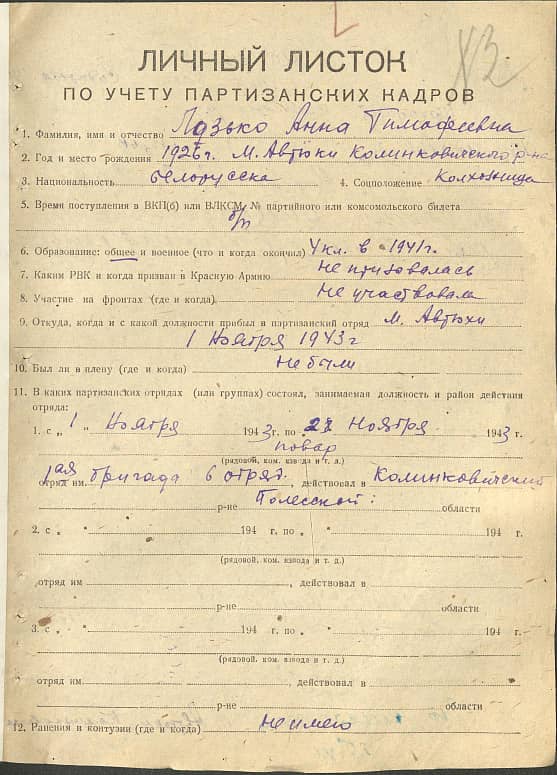 ЛИЧНЫЙ ЛИСТОК
ПО УЧЕТУ ПАРТИЗАНСКИХ КАДРОВ
1. Фамилия, имя и отчество Лазько Анна Тимофеевна
2. Год и место рождения 1926 г. М. Автюки Калинковичского р-на
3. Национальность белорусска 4. Соцположение Колхозница
5. Время поступления в ВКП(б) или ВЛКСМ, № партийного или комсомольского билета
б/п
6. Образование: общее и военное (что и когда окончил) 4 кл. в 1941 г.
7. Каким РВК и когда призван в Красную Армию Не призовалась
8. Участие на фронтах (где и когда) Не участвовала
9. Откуда, когда и с какой должности прибыл в партизанский отряд М. Автюхи
1 Ноября 1943 г
10. Был ли в плену (где и когда) Не были
11. В каких партизанских отрядах (или группах) состоял, занимаемая должность и район действия
отряда:
1. с „ 1 " Ноября 1943 г. по 27 Ноября 1943 г.
повар
(рядовой, ком. взвода и т. д.)
1ая бригада 6 отряд.
отряд им. , действовал в Калинковичский
р-не Полесской: области
2. с „ " 194 г. по „ " 194 г.
(рядовой, ком. взвода и т. д.)
отряд им , действовал в
р-не области
3. с „ " 194 г. по „ " 194 г.
(рядовой, ком. взвода и т. д.)
отряд им , действовал в
р-не области
12. Ранения и контузии (где и когда) не имею